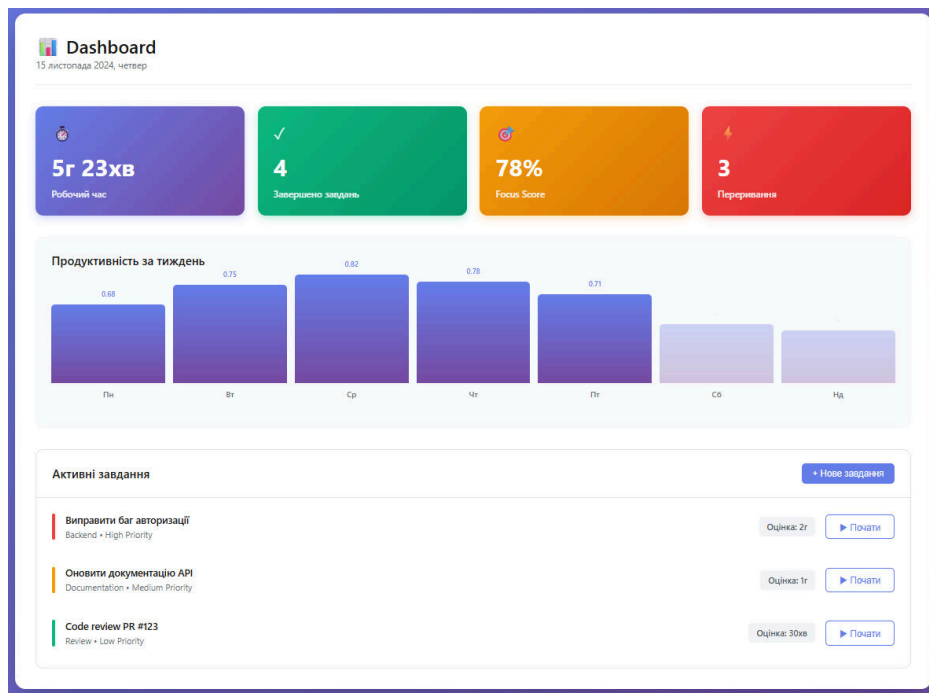 Dashboard
15 листопада 2024, четвер
5г 23хв
Робочий час
4
Завершено завдань
78%
Focus Score
3
Переривання
Продуктивність за тиждень
0.68
0.75
0.82
0.78
0.71
Пн
Вт
Ср
Чт
Пт
Сб
Нд
Активні завдання
+ Нове завдання
Виправити баг авторизації
Backend • High Priority
Оцінка: 2г
▶ Почати
Оновити документацію API
Documentation • Medium Priority
Оцінка: 1г
▶ Почати
Code review PR #123
Review • Low Priority
Оцінка: 30хв
▶ Почати